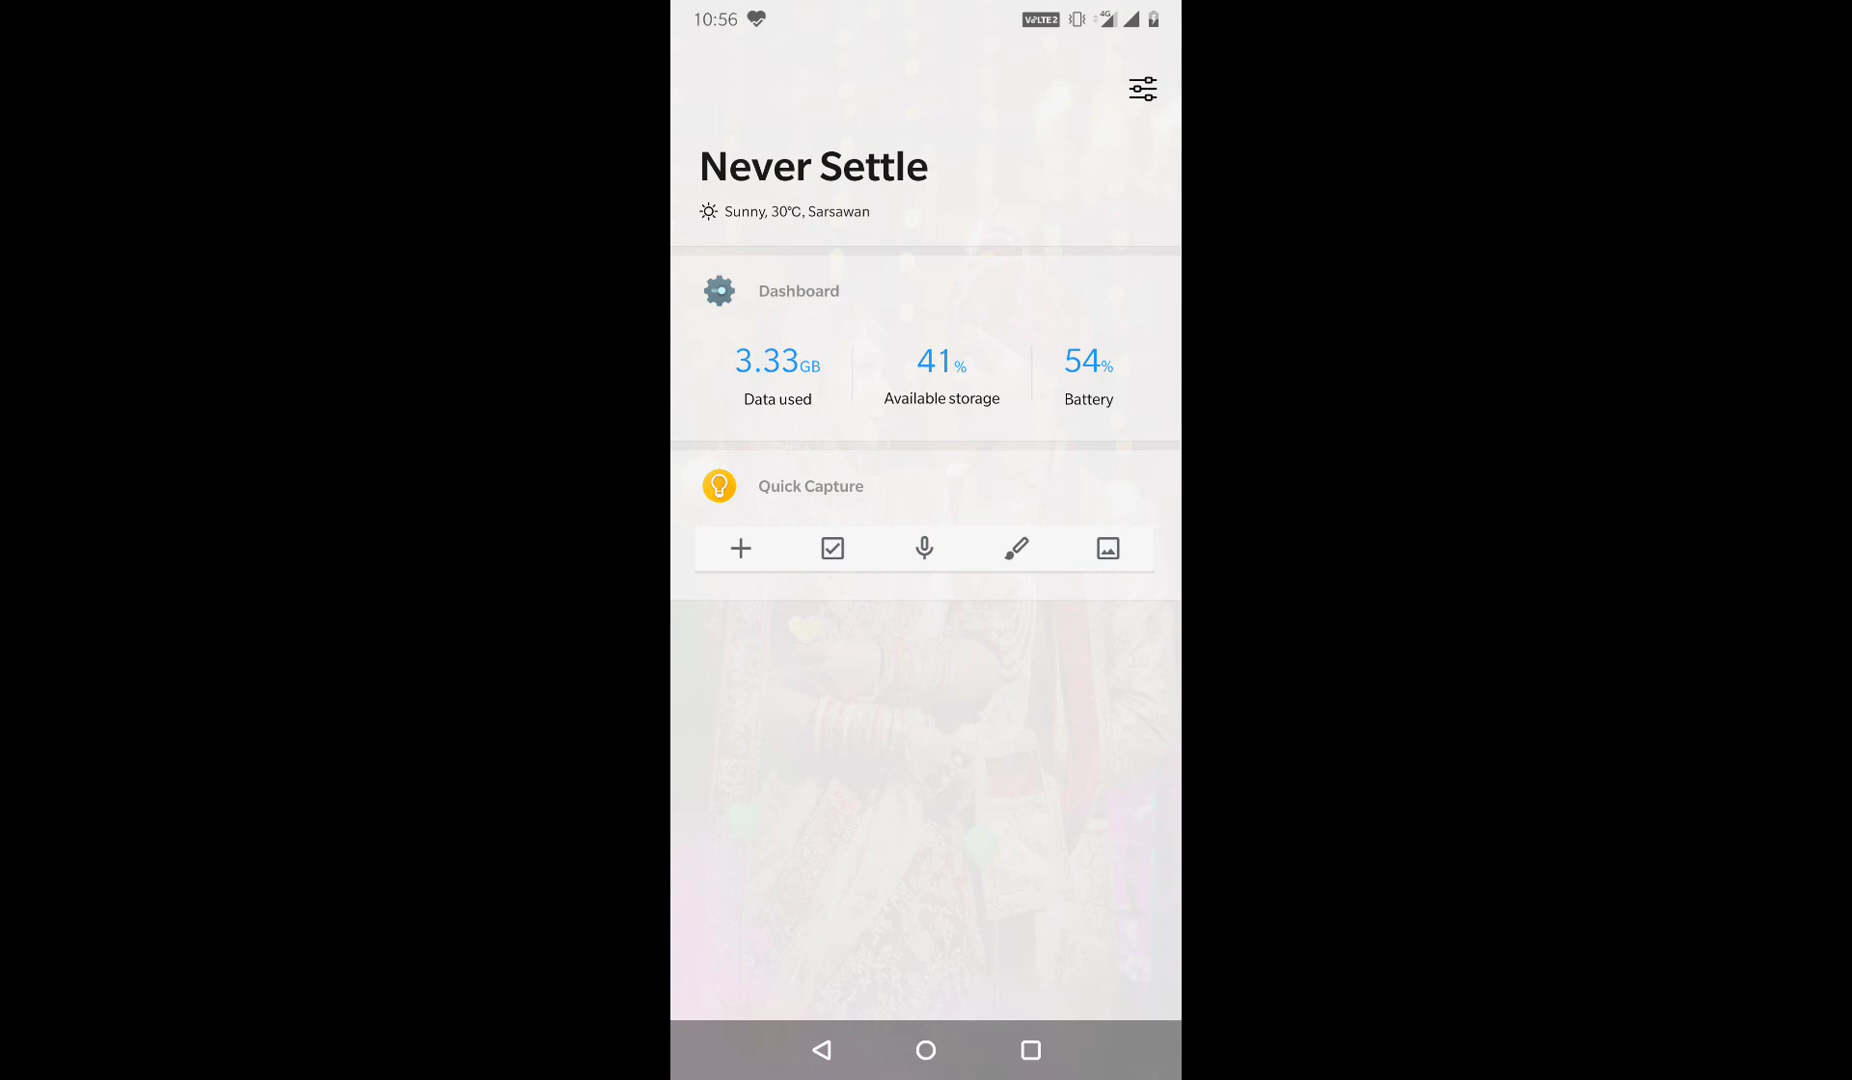 10:56 VoLTE2 4G
Never Settle
Sunny, 30°C, Sarsawan
Dashboard
3.33GB 41% 54%
Data used Available storage Battery
Quick Capture